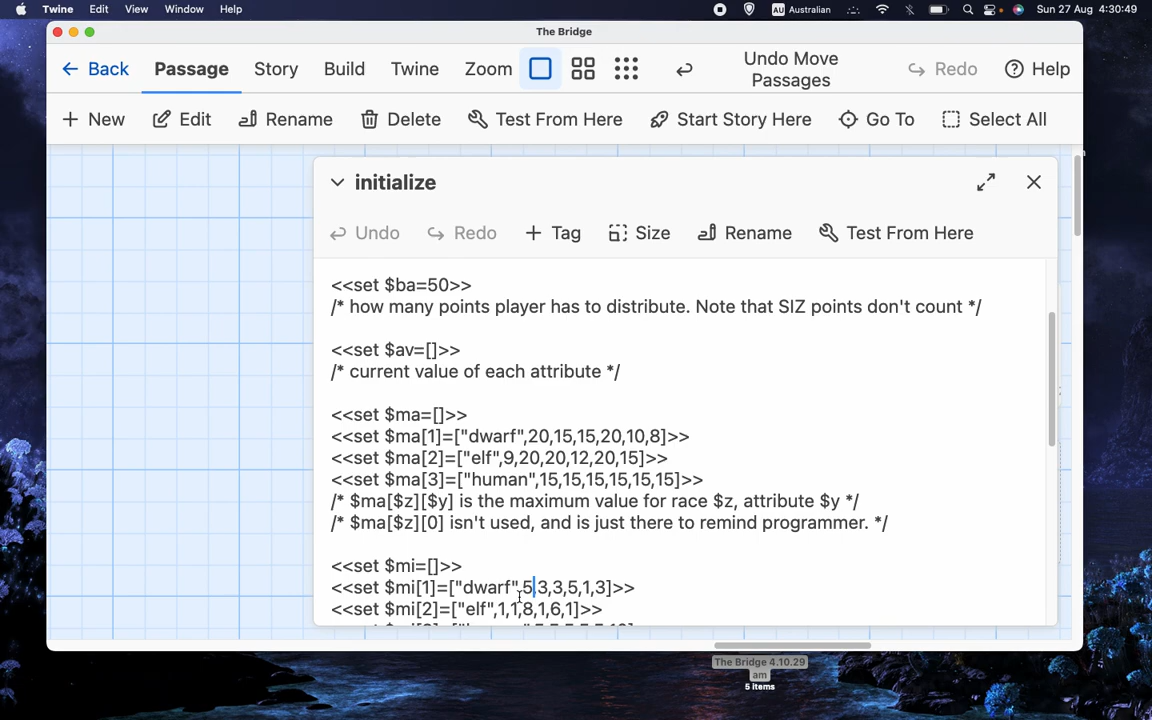 Twine Edit View Window Help
AU Australian Sun 27 Aug 4:30:49
The Bridge
Back Passage Story Build Twine Zoom Undo Move Passages Redo Help
New Edit Rename Delete Test From Here Start Story Here Go To Select All
initialize
Undo Redo Tag Size Rename Test From Here
<<set $ba=50>>
/* how many points player has to distribute. Note that SIZ points don't count */
<<set $av=[]>>
/* current value of each attribute */
<<set $ma=[]>>
<<set $ma[1]=["dwarf",20,15,15,20,10,8]>>
<<set $ma[2]=["elf",9,20,20,12,20,15]>>
<<set $ma[3]=["human",15,15,15,15,15,15]>>
/* $ma[$z][$y] is the maximum value for race $z, attribute $y */
/* $ma[$z][0] isn't used, and is just there to remind programmer. */
<<set $mi=[]>>
<<set $mi[1]=["dwarf",5,3,3,5,1,3]>>
<<set $mi[2]=["elf",1,1,8,1,6,1]>>
The Bridge 4.10.29
am
5 items